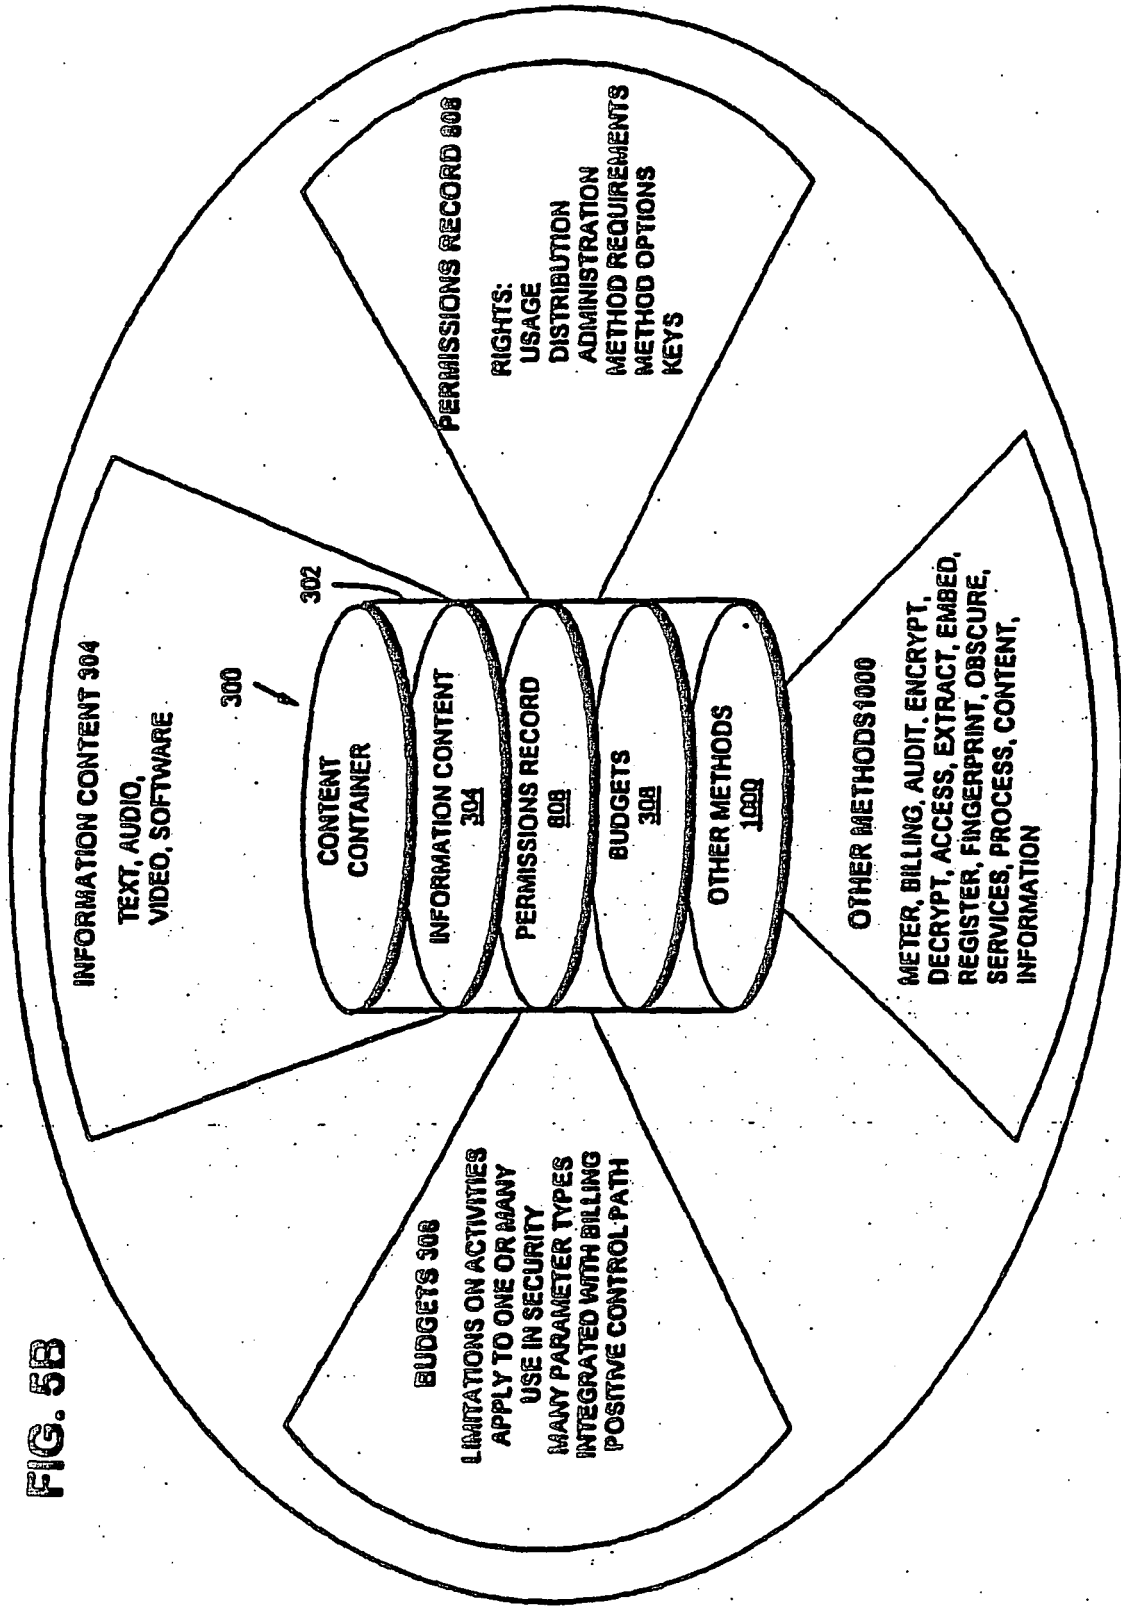 FIG. 5B
INFORMATION CONTENT 304
TEXT, AUDIO,
VIDEO, SOFTWARE
300
302
CONTENT
CONTAINER
INFORMATION CONTENT
304
PERMISSIONS RECORD
808
BUDGETS
308
OTHER METHODS
1000
BUDGETS 308
LIMITATIONS ON ACTIVITIES
APPLY TO ONE OR MANY
USE IN SECURITY
MANY PARAMETER TYPES
INTEGRATED WITH BILLING
POSITIVE CONTROL PATH
PERMISSIONS RECORD 808
RIGHTS:
USAGE
DISTRIBUTION
ADMINISTRATION
METHOD REQUIREMENTS
METHOD OPTIONS
KEYS
OTHER METHODS1000
METER, BILLING, AUDIT, ENCRYPT,
DECRYPT, ACCESS, EXTRACT, EMBED,
REGISTER, FINGERPRINT, OBSCURE,
SERVICES, PROCESS, CONTENT,
INFORMATION